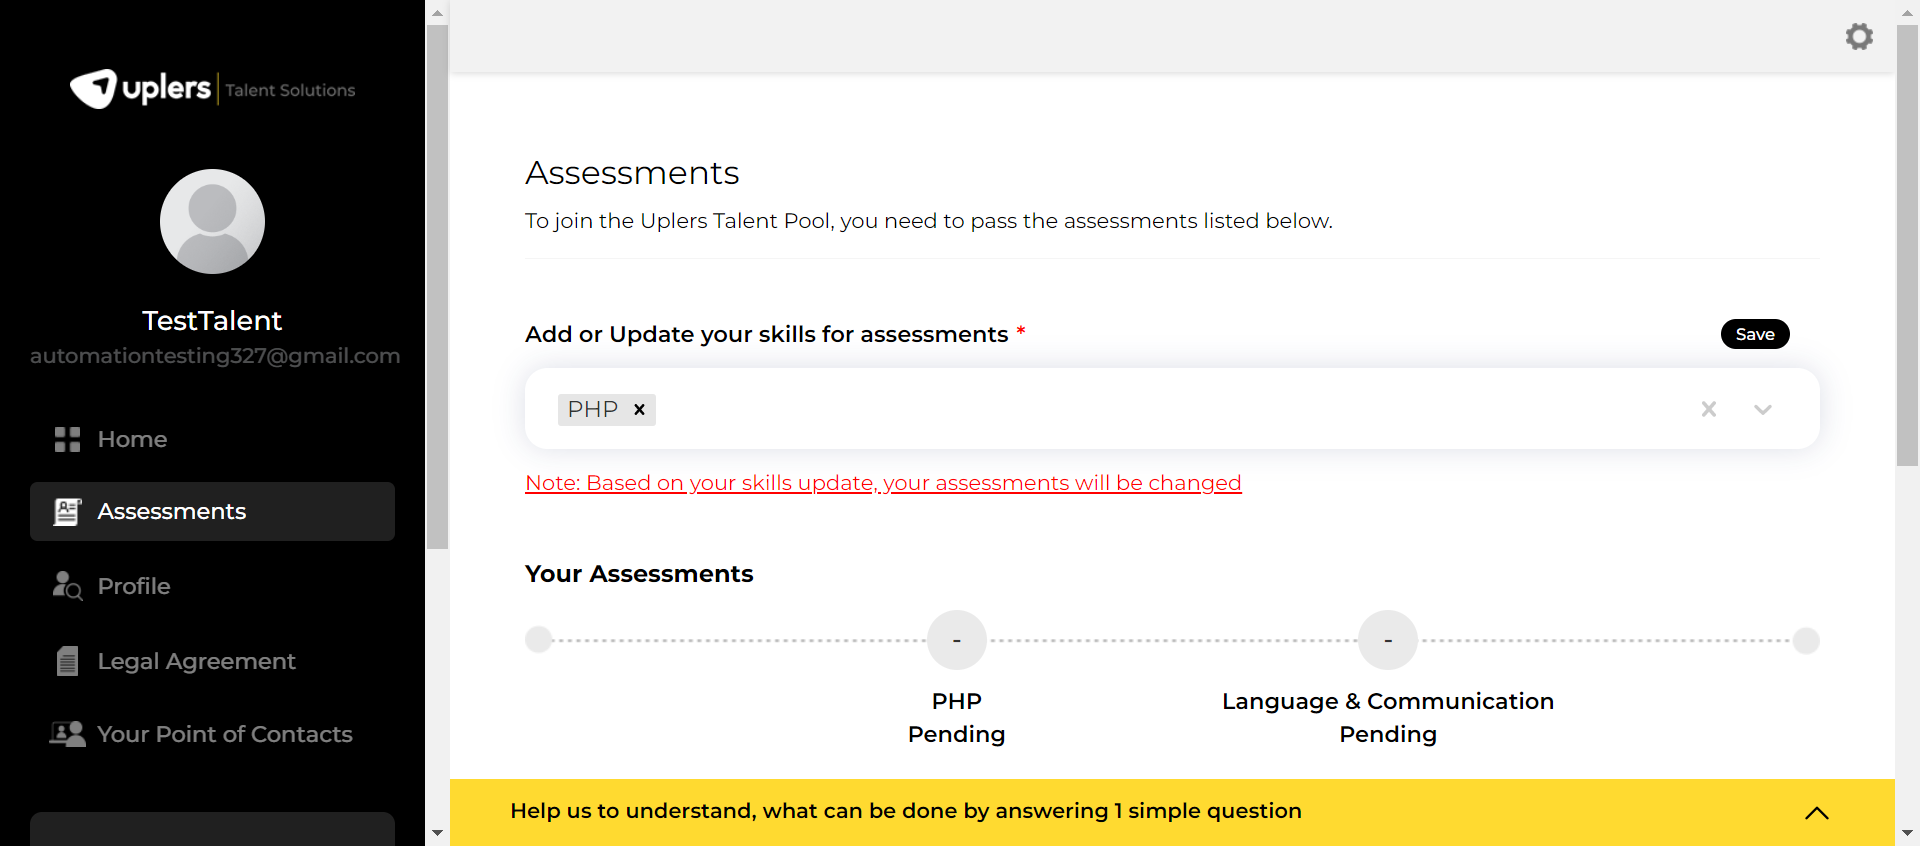 uplers Talent Solutions
TestTalent
automationtesting327@gmail.com
Home
Assessments
Profile
Legal Agreement
Your Point of Contacts
Assessments
To join the Uplers Talent Pool, you need to pass the assessments listed below.
Add or Update your skills for assessments *
Save
PHP
Note: Based on your skills update, your assessments will be changed
Your Assessments
-
-
PHP
Pending
Language & Communication
Pending
Help us to understand, what can be done by answering 1 simple question